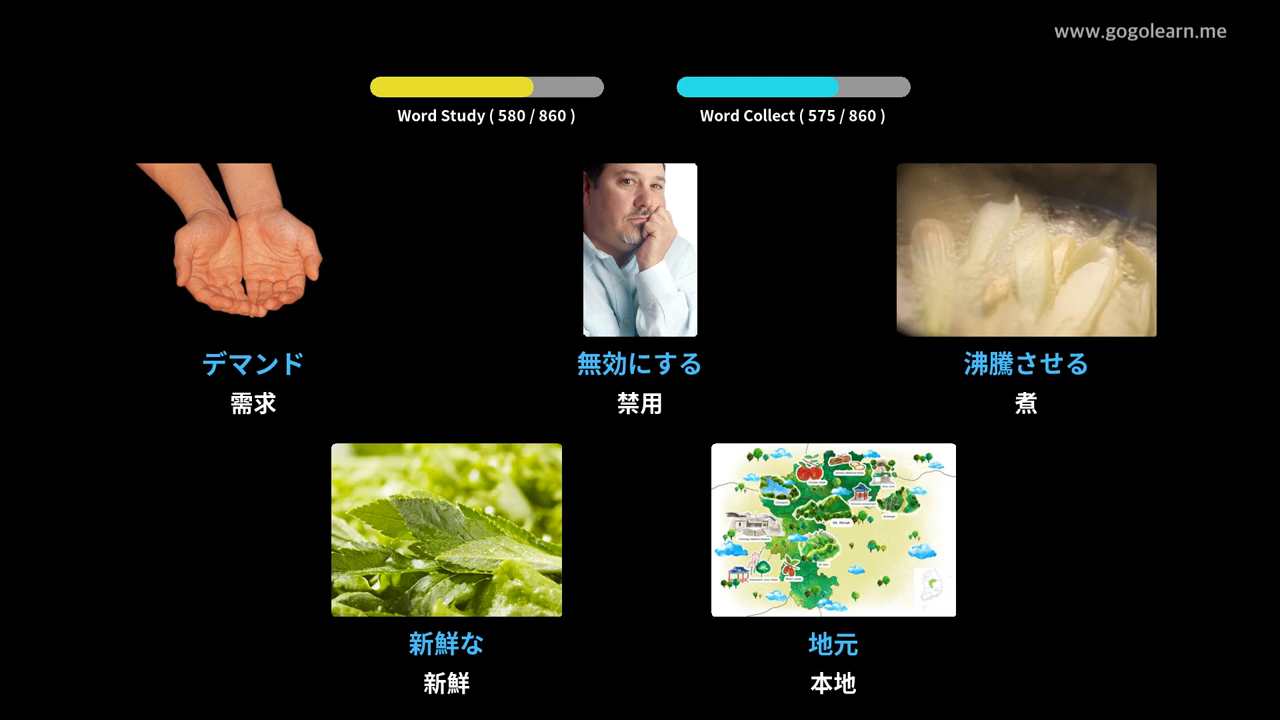 www.gogolearn.me
Word Study ( 580 / 860 )
Word Collect ( 575 / 860 )
デマンド
需求
無効にする
禁用
沸騰させる
煮
新鮮な
新鮮
地元
本地